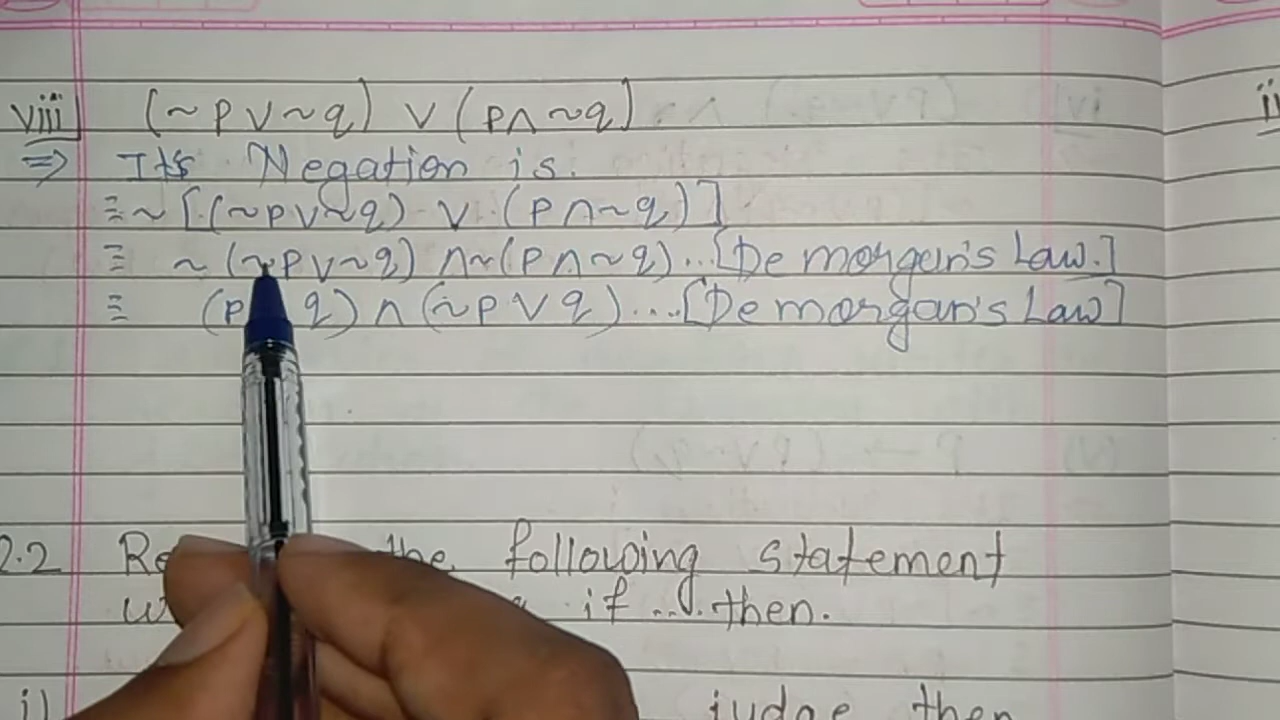 viii] (~p∨~q) ∨ (p∧~q)
⇒ It's Negation is.
≡ ~ [(~p∨~q) ∨ (p∧~q)]
≡ ~ (~p∨~q) ∧ ~(p∧~q) ... [De morgan's Law.]
≡ (p q) ∧ (~p∨q) .... [De morgan's Law]
2.2 the following statement
if ... then.
i) judge then
ii